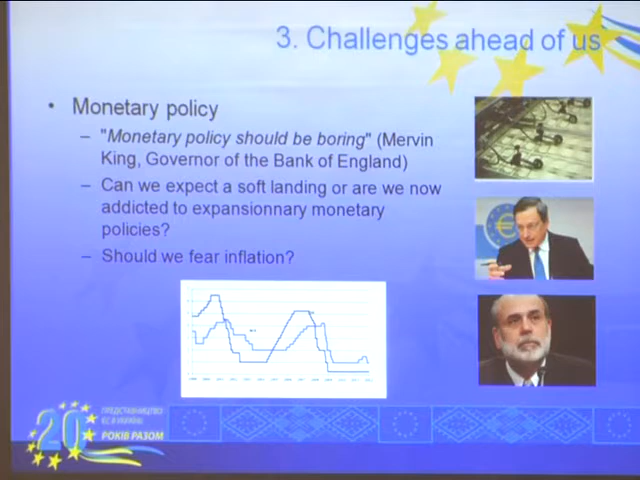 3. Challenges ahead of us
• Monetary policy
– "Monetary policy should be boring" (Mervin
King, Governor of the Bank of England)
– Can we expect a soft landing or are we now
addicted to expansionnary monetary
policies?
– Should we fear inflation?
20
ПРЕДСТАВНИЦТВО
ЄС В УКРАЇНІ
РОКІВ РАЗОМ